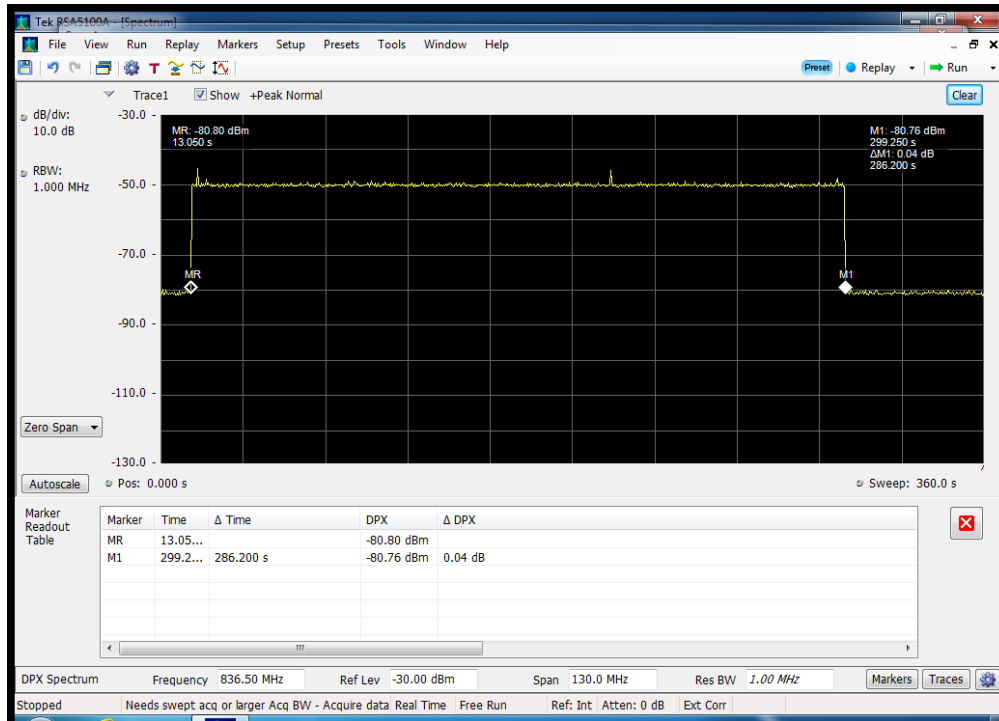 Tek RSA5100A - [Spectrum]
File View Run Replay Markers Setup Presets Tools Window Help
Preset Replay Run
Trace1 Show +Peak Normal Clear
dB/div:
10.0 dB
RBW:
1.000 MHz
-30.0
-50.0
-70.0
-90.0
-110.0
-130.0
MR: -80.80 dBm
13.050 s
M1: -80.76 dBm
299.250 s
ΔM1: 0.04 dB
286.200 s
MR
M1
Zero Span
Autoscale Pos: 0.000 s Sweep: 360.0 s
Marker
Readout
Table
Marker Time Δ Time DPX Δ DPX
MR 13.05... -80.80 dBm
M1 299.2... 286.200 s -80.76 dBm 0.04 dB
DPX Spectrum Frequency 836.50 MHz Ref Lev -30.00 dBm Span 130.0 MHz Res BW 1.00 MHz Markers Traces
Stopped Needs swept acq or larger Acq BW - Acquire data Real Time Free Run Ref: Int Atten: 0 dB Ext Corr